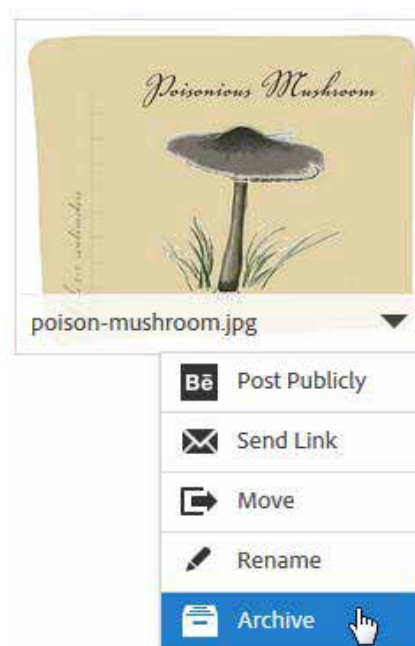 Poisonious Mushroom
poison-mushroom.jpg
Bē
Post Publicly
Send Link
Move
Rename
Archive